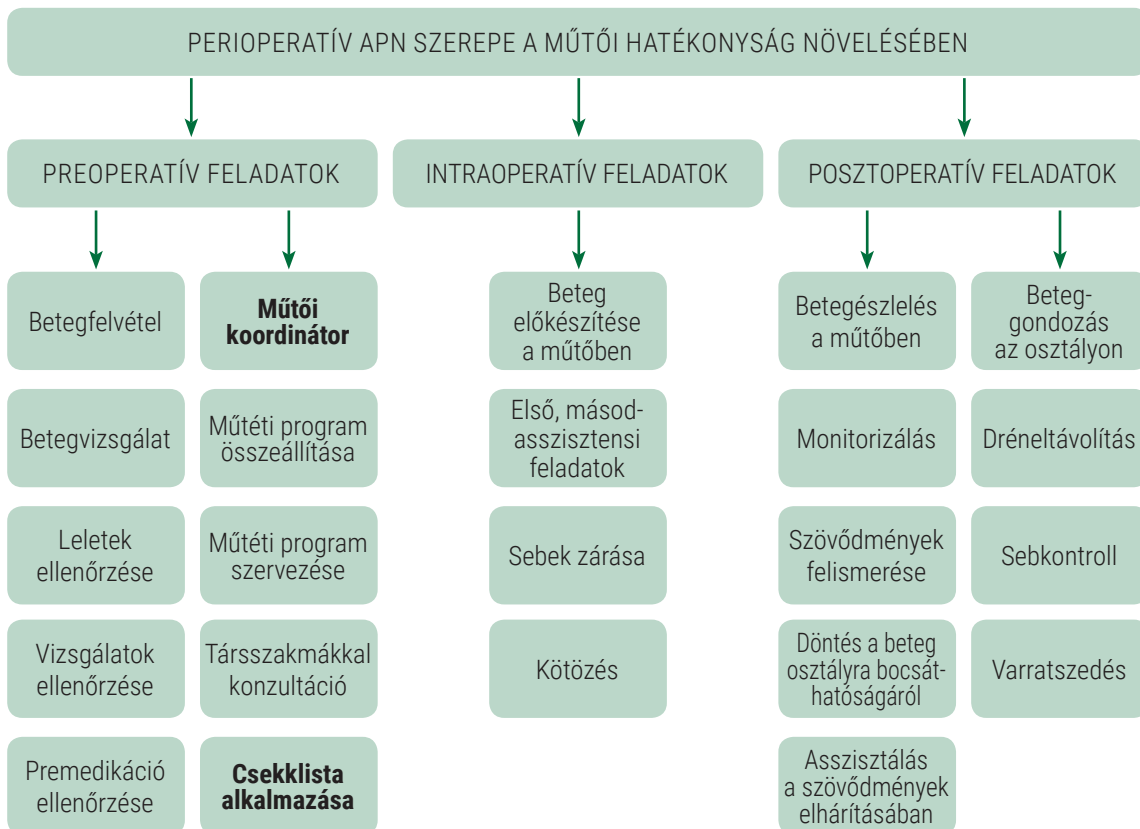 PERIOPERATÍV APN SZEREPE A MŰTŐI HATÉKONYSÁG NÖVELÉSÉBEN
PREOPERATÍV FELADATOK
Betegfelvétel
Betegvizsgálat
Leletek
ellenőrzése
Vizsgálatok
ellenőrzése
Premedikáció
ellenőrzése
Műtői
koordinátor
Műtéti program
összeállítása
Műtéti program
szervezése
Társszakmákkal
konzultáció
Csekklista
alkalmazása
INTRAOPERATÍV FELADATOK
Beteg
előkészítése
a műtőben
Első, másod-
asszisztensi
feladatok
Sebek zárása
Kötözés
POSZTOPERATÍV FELADATOK
Betegészlelés
a műtőben
Monitorizálás
Szövődmények
felismerése
Döntés a beteg
osztályra bocsát-
hatóságáról
Asszisztálás
a szövődmények
elhárításában
Beteg-
gondozás
az osztályon
Dréneltávolítás
Sebkontroll
Varratszedés